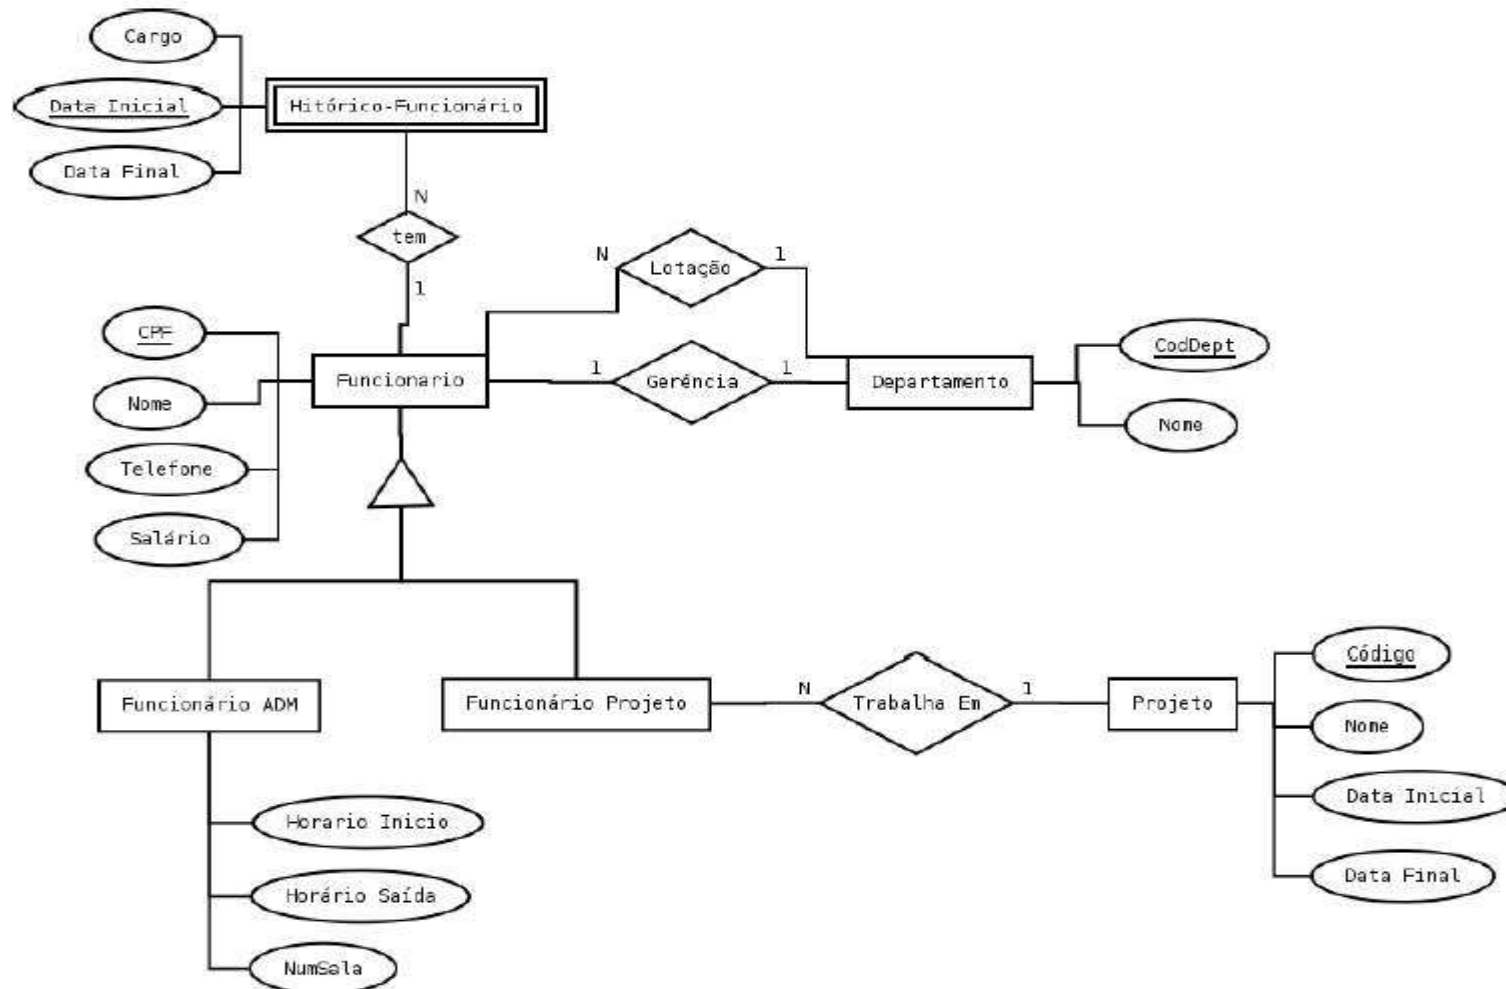 Cargo
Data Inicial
Hitórico-Funcionário
Data Final
N
tem
1
N
Lotação
1
CPF
Nome
Telefone
Salário
Funcionario
1
Gerência
1
Departamento
CodDept
Nome
Funcionário ADM
Funcionário Projeto
N
Trabalha Em
1
Projeto
Código
Nome
Data Inicial
Data Final
Horario Inicio
Horário Saída
NumSala